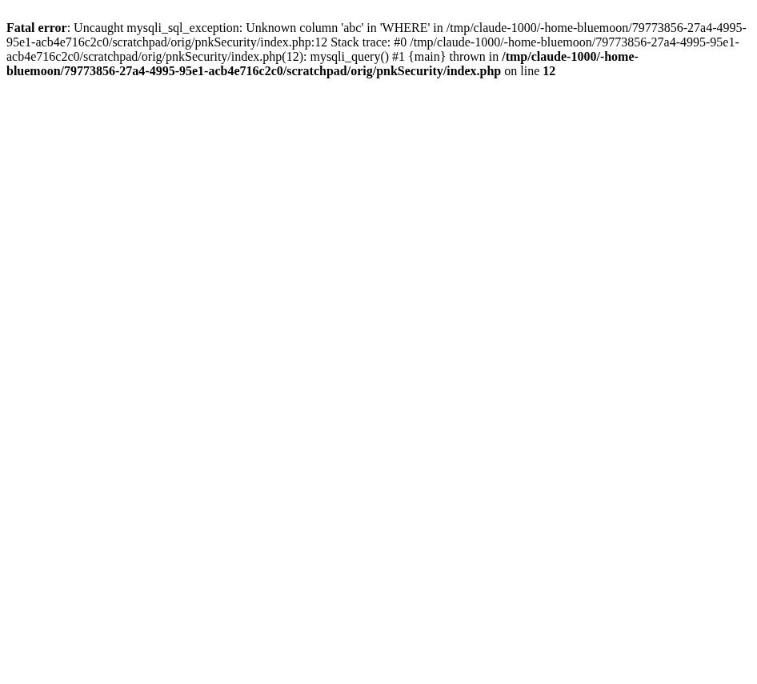 Fatal error: Uncaught mysqli_sql_exception: Unknown column 'abc' in 'WHERE' in /tmp/claude-1000/-home-bluemoon/79773856-27a4-4995-
95e1-acb4e716c2c0/scratchpad/orig/pnkSecurity/index.php:12 Stack trace: #0 /tmp/claude-1000/-home-bluemoon/79773856-27a4-4995-95e1-
acb4e716c2c0/scratchpad/orig/pnkSecurity/index.php(12): mysqli_query() #1 {main} thrown in /tmp/claude-1000/-home-
bluemoon/79773856-27a4-4995-95e1-acb4e716c2c0/scratchpad/orig/pnkSecurity/index.php on line 12